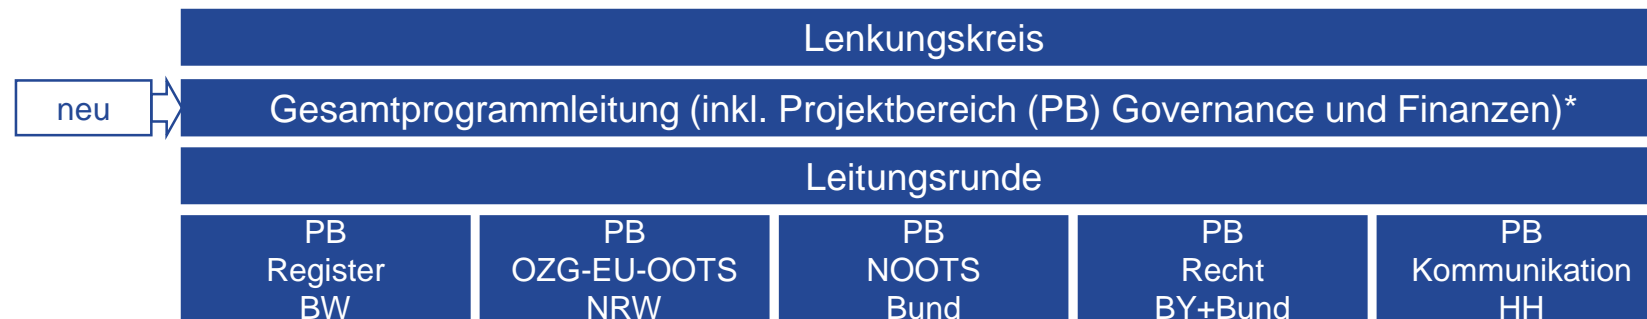 Lenkungskreis
neu
Gesamtprogrammleitung (inkl. Projektbereich (PB) Governance und Finanzen)*
Leitungsrunde
PB
Register
BW
PB
OZG-EU-OOTS
NRW
PB
NOOTS
Bund
PB
Recht
BY+Bund
PB
Kommunikation
HH